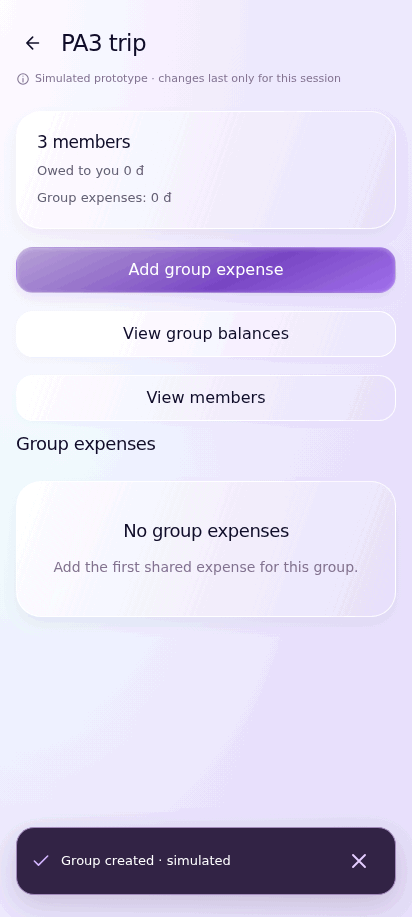 PA3 trip
Simulated prototype · changes last only for this session
3 members
Owed to you 0 đ
Group expenses: 0 đ
Add group expense
View group balances
View members
Group expenses
No group expenses
Add the first shared expense for this group.
Group created · simulated